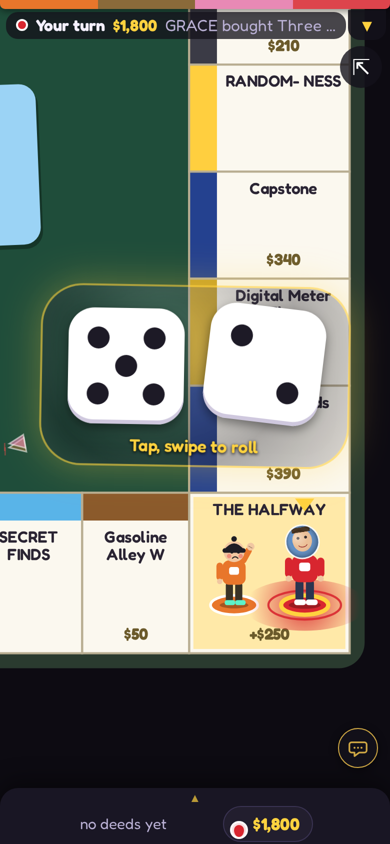 Your turn $1,800 GRACE bought Three ...
$210
RANDOM- NESS
Capstone
$340
Digital Meter
ds
$390
Tap, swipe to roll
SECRET
FINDS
Gasoline
Alley W
$50
THE HALFWAY
+$250
no deeds yet
$1,800